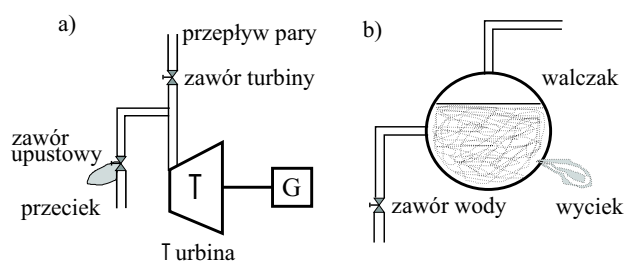 a)
przepływ pary
zawór turbiny
zawór
upustowy
przeciek
T
G
Turbina
b)
walczak
zawór wody
wyciek